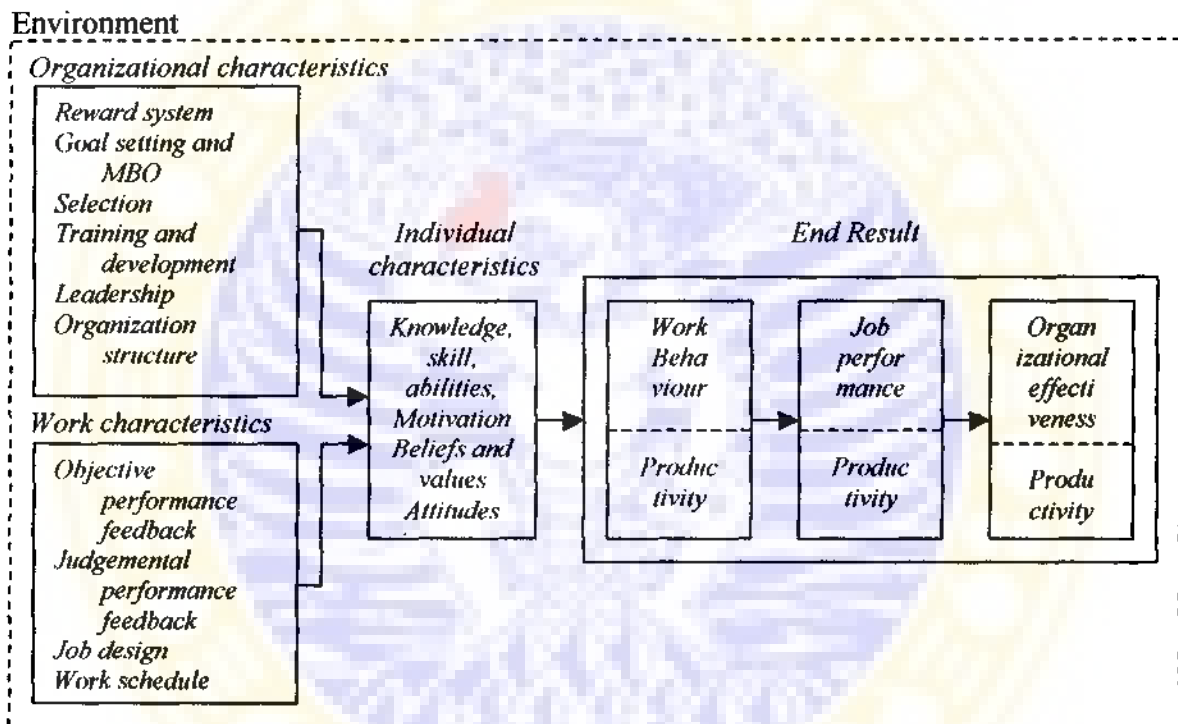 Environment
Organizational characteristics
Reward system
Goal setting and
MBO
Selection
Training and
development
Leadership
Organization
structure
Work characteristics
Objective
performance
feedback
Judgemental
performance
feedback
Job design
Work schedule
Individual
characteristics
Knowledge,
skill,
abilities,
Motivation
Beliefs and
values
Attitudes
End Result
Work
Beha
viour
Produc
tivity
Job
perfor
mance
Produc
tivity
Organ
izational
effecti
veness
Produ
ctivity